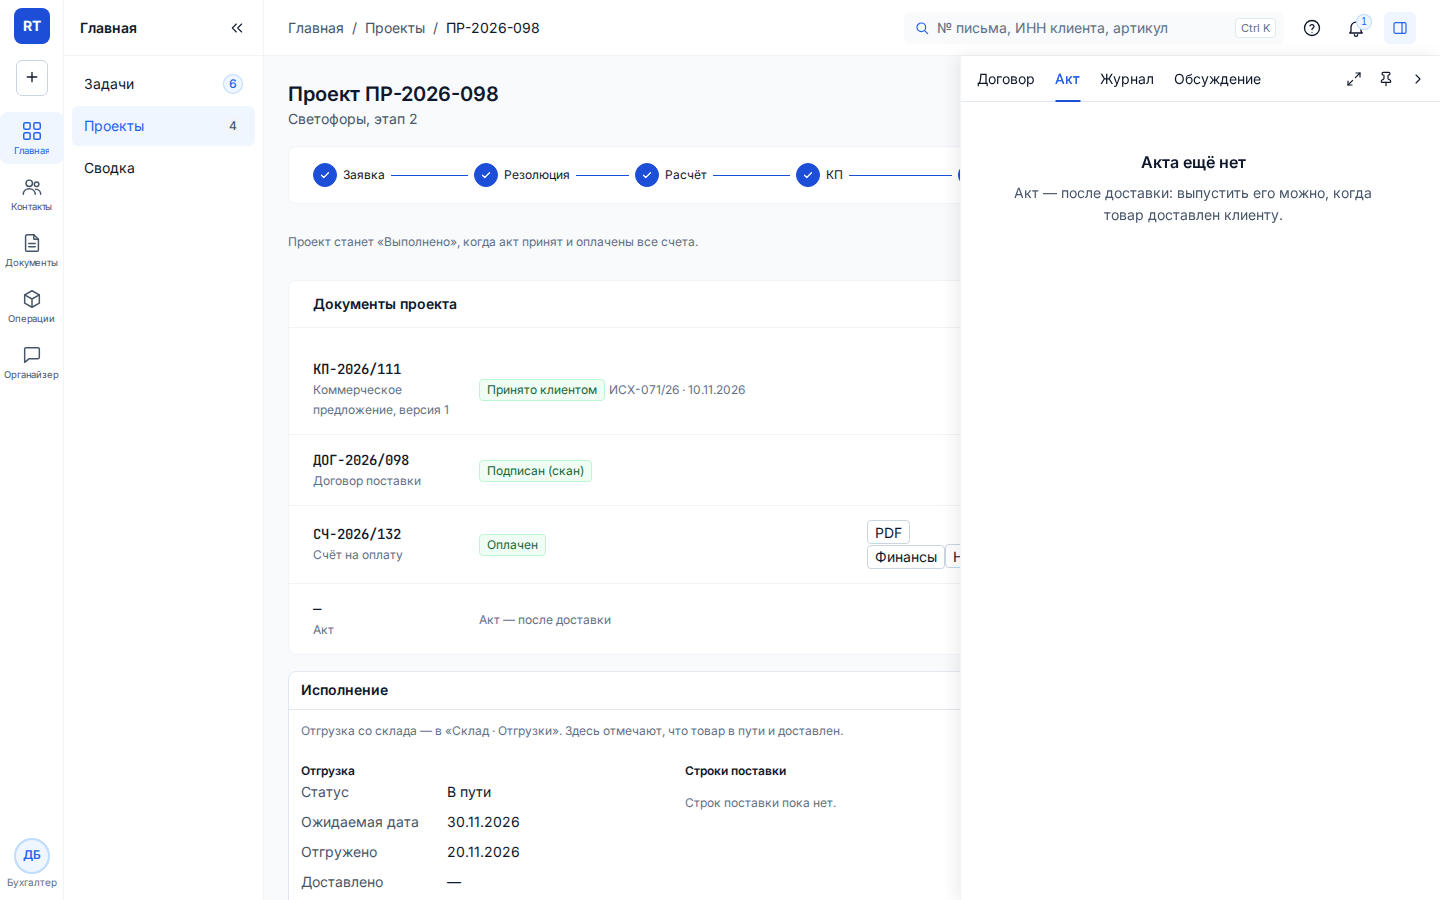 RT
Главная
Главная / Проекты / ПР-2026-098
№ письма, ИНН клиента, артикул
Ctrl K
1
+
Главная
Контакты
Документы
Операции
Органайзер
ДБ
Бухгалтер
Задачи
6
Проекты
4
Сводка
Проект ПР-2026-098
Светофоры, этап 2
Заявка
Резолюция
Расчёт
КП
Проект станет «Выполнено», когда акт принят и оплачены все счета.
Документы проекта
КП-2026/111
Коммерческое
предложение, версия 1
Принято клиентом
ИСХ-071/26 · 10.11.2026
ДОГ-2026/098
Договор поставки
Подписан (скан)
СЧ-2026/132
Счёт на оплату
Оплачен
PDF
Финансы
Н
—
Акт
Акт — после доставки
Исполнение
Отгрузка со склада — в «Склад · Отгрузки». Здесь отмечают, что товар в пути и доставлен.
Отгрузка
Статус
В пути
Ожидаемая дата
30.11.2026
Отгружено
20.11.2026
Доставлено
—
Строки поставки
Строк поставки пока нет.
Договор
Акт
Журнал
Обсуждение
Акта ещё нет
Акт — после доставки: выпустить его можно, когда
товар доставлен клиенту.